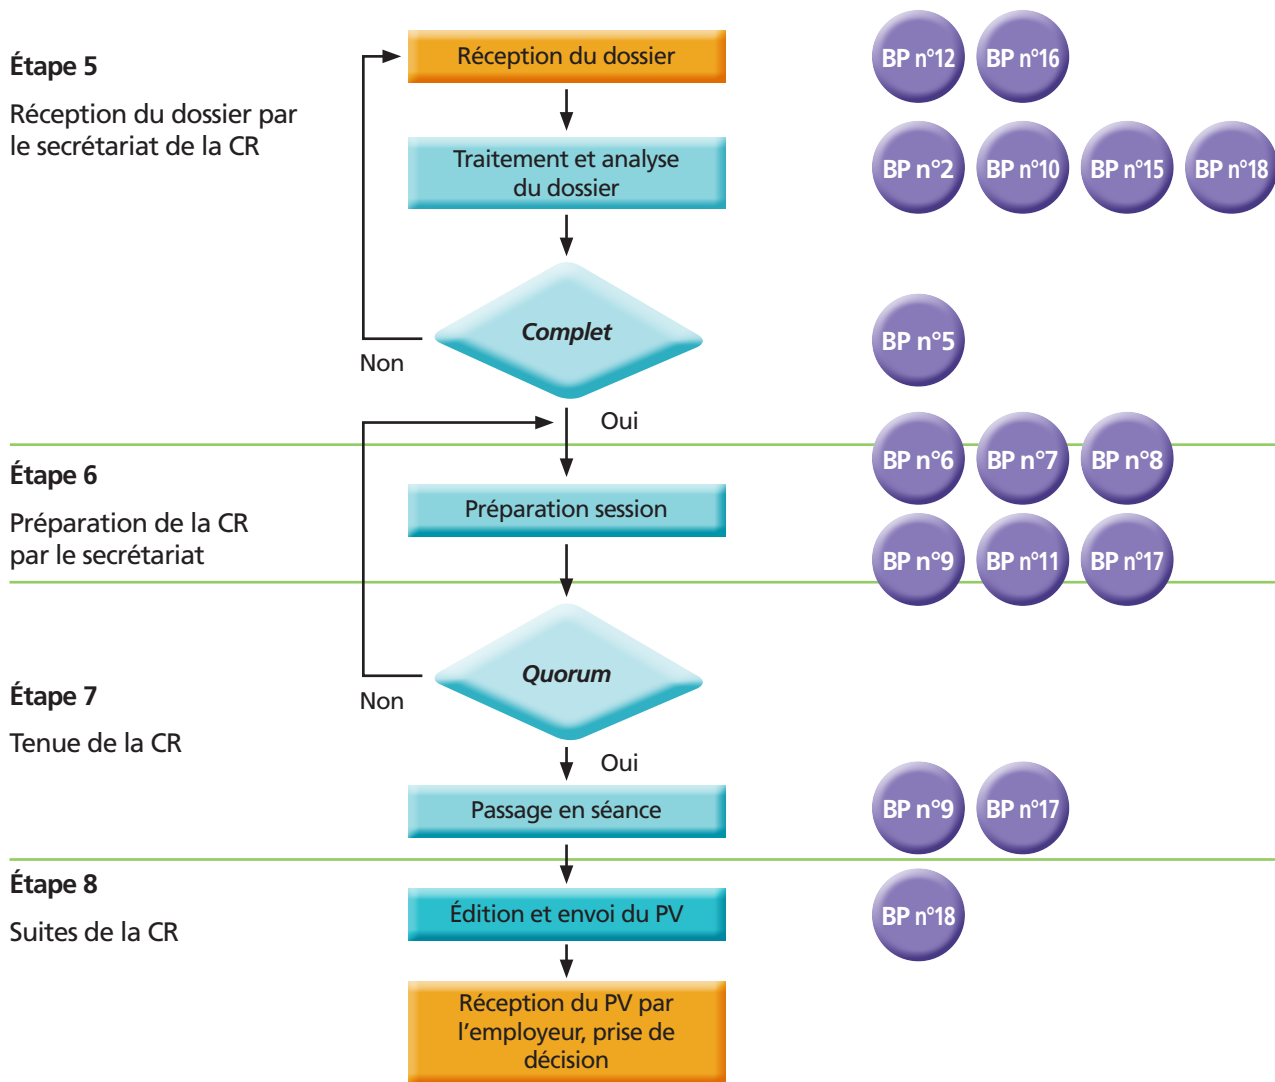 Étape 5
Réception du dossier par
le secrétariat de la CR
Réception du dossier
BP n°12
BP n°16
Traitement et analyse
du dossier
BP n°2
BP n°10
BP n°15
BP n°18
Complet
Non
Oui
BP n°5
Étape 6
Préparation de la CR
par le secrétariat
Préparation session
BP n°6
BP n°7
BP n°8
BP n°9
BP n°11
BP n°17
Étape 7
Tenue de la CR
Quorum
Non
Oui
Passage en séance
BP n°9
BP n°17
Étape 8
Suites de la CR
Édition et envoi du PV
BP n°18
Réception du PV par
l'employeur, prise de
décision